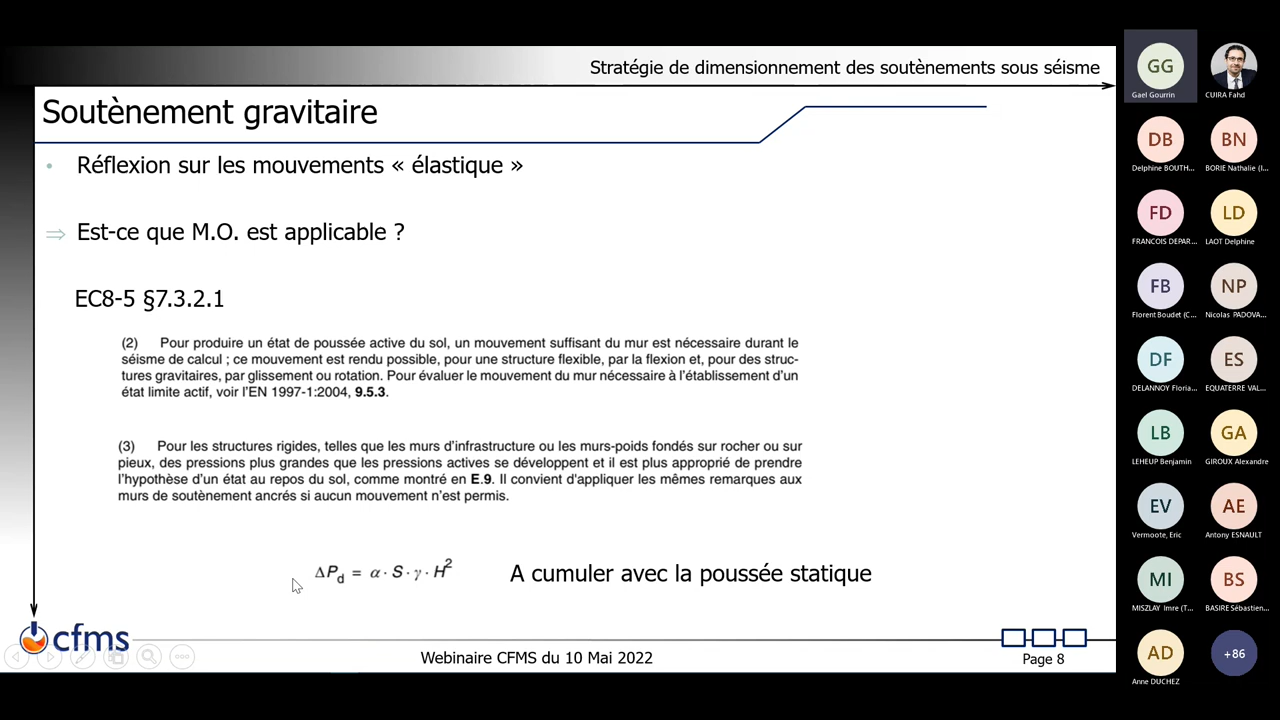 Stratégie de dimensionnement des soutènements sous séisme
Soutènement gravitaire
• Réflexion sur les mouvements « élastique »
⇒ Est-ce que M.O. est applicable ?
EC8-5 §7.3.2.1
(2) Pour produire un état de poussée active du sol, un mouvement suffisant du mur est nécessaire durant le
séisme de calcul ; ce mouvement est rendu possible, pour une structure flexible, par la flexion et, pour des struc-
tures gravitaires, par glissement ou rotation. Pour évaluer le mouvement du mur nécessaire à l'établissement d'un
état limite actif, voir l'EN 1997-1:2004, 9.5.3.
(3) Pour les structures rigides, telles que les murs d'infrastructure ou les murs-poids fondés sur rocher ou sur
pieux, des pressions plus grandes que les pressions actives se développent et il est plus approprié de prendre
l'hypothèse d'un état au repos du sol, comme montré en E.9. Il convient d'appliquer les mêmes remarques aux
murs de soutènement ancrés si aucun mouvement n'est permis.
ΔPd = α · S · γ · H²
A cumuler avec la poussée statique
cfms
Webinaire CFMS du 10 Mai 2022
Page 8
GG
Gael Gourrin
CUIRA Fahd
DB
Delphine BOUTH...
BN
BORIE Nathalie (I...
FD
FRANCOIS DEPAR...
LD
LAOT Delphine
FB
Florent Boudet (C...
NP
Nicolas PADOVA...
DF
DELANNOY Floria...
ES
EQUATERRE VAL...
LB
LEHEUP Benjamin
GA
GIROUX Alexandre
EV
Vermoote, Eric
AE
Antony ESNAULT
MI
MISZLAY Imre (T...
BS
BASIRE Sébastien...
AD
Anne DUCHEZ
+86